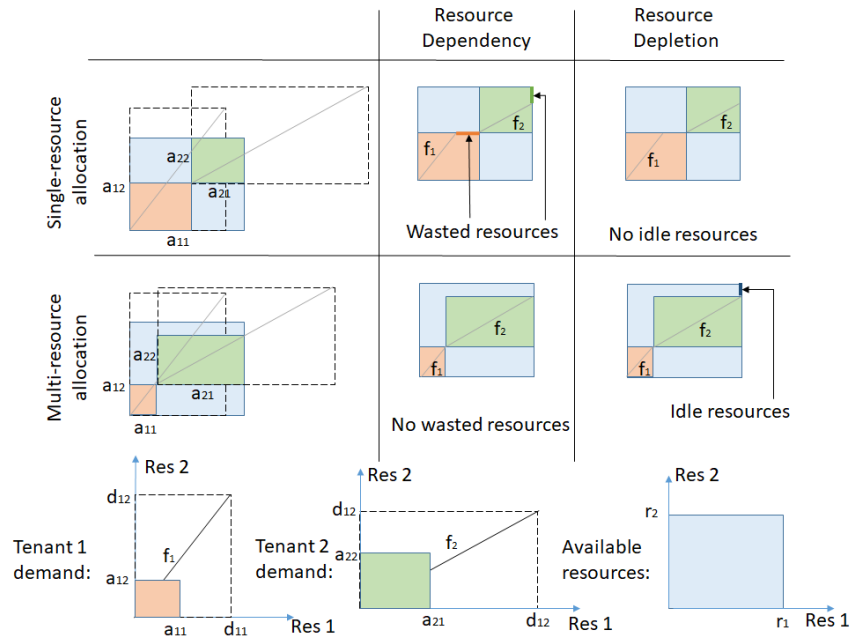 Resource
Dependency
Resource
Depletion
Single-resource
allocation
a12
a22
a21
a11
f1
f2
Wasted resources
f1
f2
No idle resources
Multi-resource
allocation
a12
a22
a21
a11
f1
f2
No wasted resources
f1
f2
Idle resources
Tenant 1
demand:
Res 2
d12
f1
a12
a11
d11
Res 1
Tenant 2
demand:
Res 2
d12
a22
f2
a21
d12
Res 1
Available
resources:
Res 2
r2
r1
Res 1